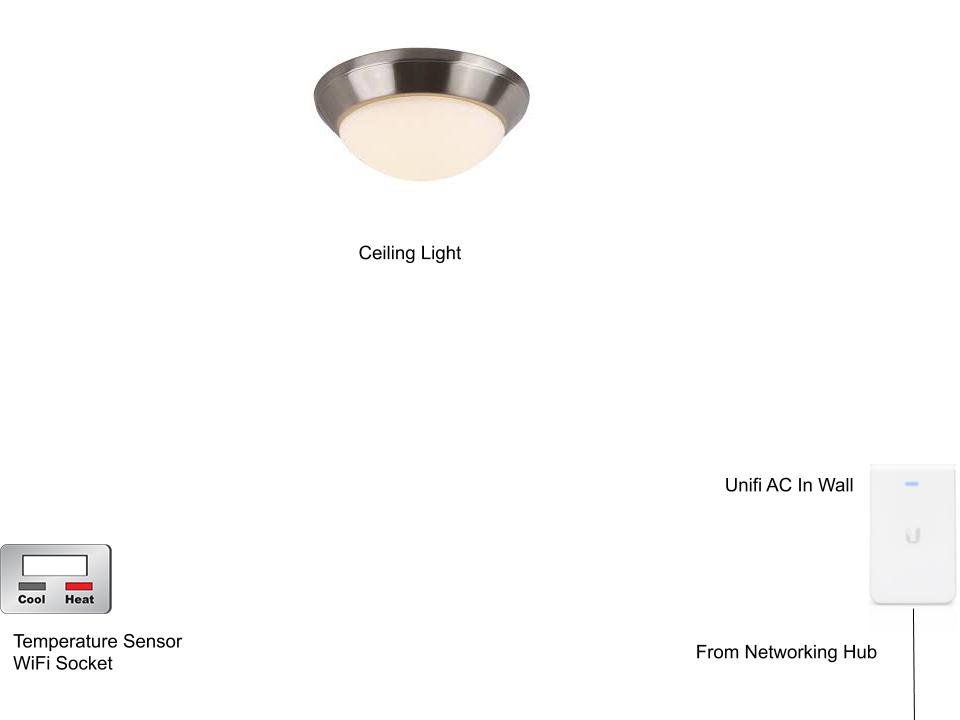 Ceiling Light
Unifi AC In Wall
Cool Heat
Temperature Sensor
WiFi Socket
From Networking Hub